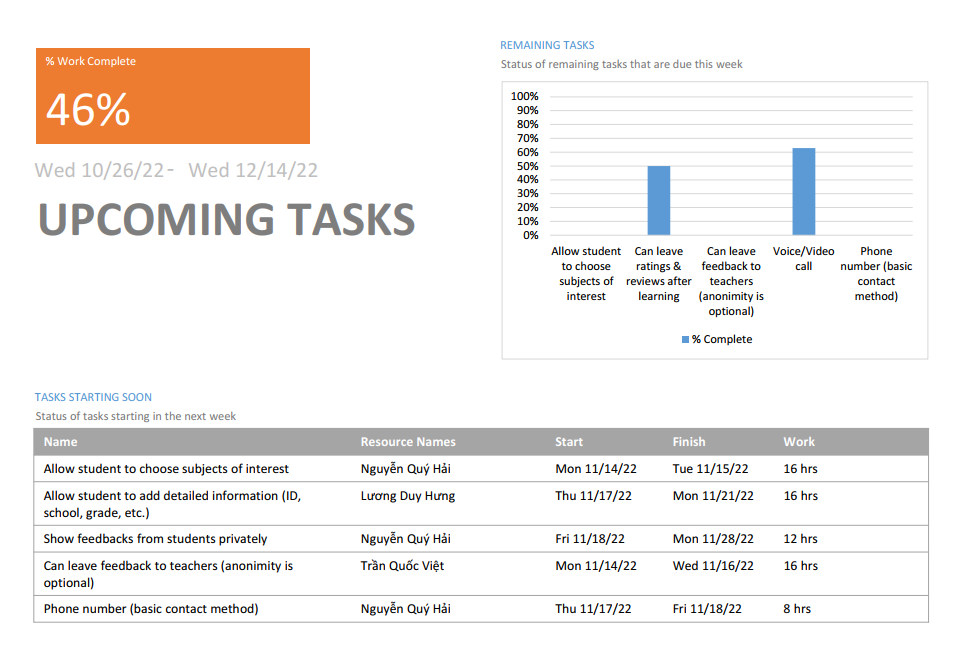 % Work Complete
46%
Wed 10/26/22 - Wed 12/14/22
UPCOMING TASKS
REMAINING TASKS
Status of remaining tasks that are due this week
100%
90%
80%
70%
60%
50%
40%
30%
20%
10%
0%
Allow student to choose subjects of interest
Can leave ratings & reviews after learning
Can leave feedback to teachers (anonimity is optional)
Voice/Video call
Phone number (basic contact method)
% Complete
TASKS STARTING SOON
Status of tasks starting in the next week
Name Resource Names Start Finish Work
Allow student to choose subjects of interest Nguyễn Quý Hải Mon 11/14/22 Tue 11/15/22 16 hrs
Allow student to add detailed information (ID, Lương Duy Hưng Thu 11/17/22 Mon 11/21/22 16 hrs
school, grade, etc.)
Show feedbacks from students privately Nguyễn Quý Hải Fri 11/18/22 Mon 11/28/22 12 hrs
Can leave feedback to teachers (anonimity is Trần Quốc Việt Mon 11/14/22 Wed 11/16/22 16 hrs
optional)
Phone number (basic contact method) Nguyễn Quý Hải Thu 11/17/22 Fri 11/18/22 8 hrs